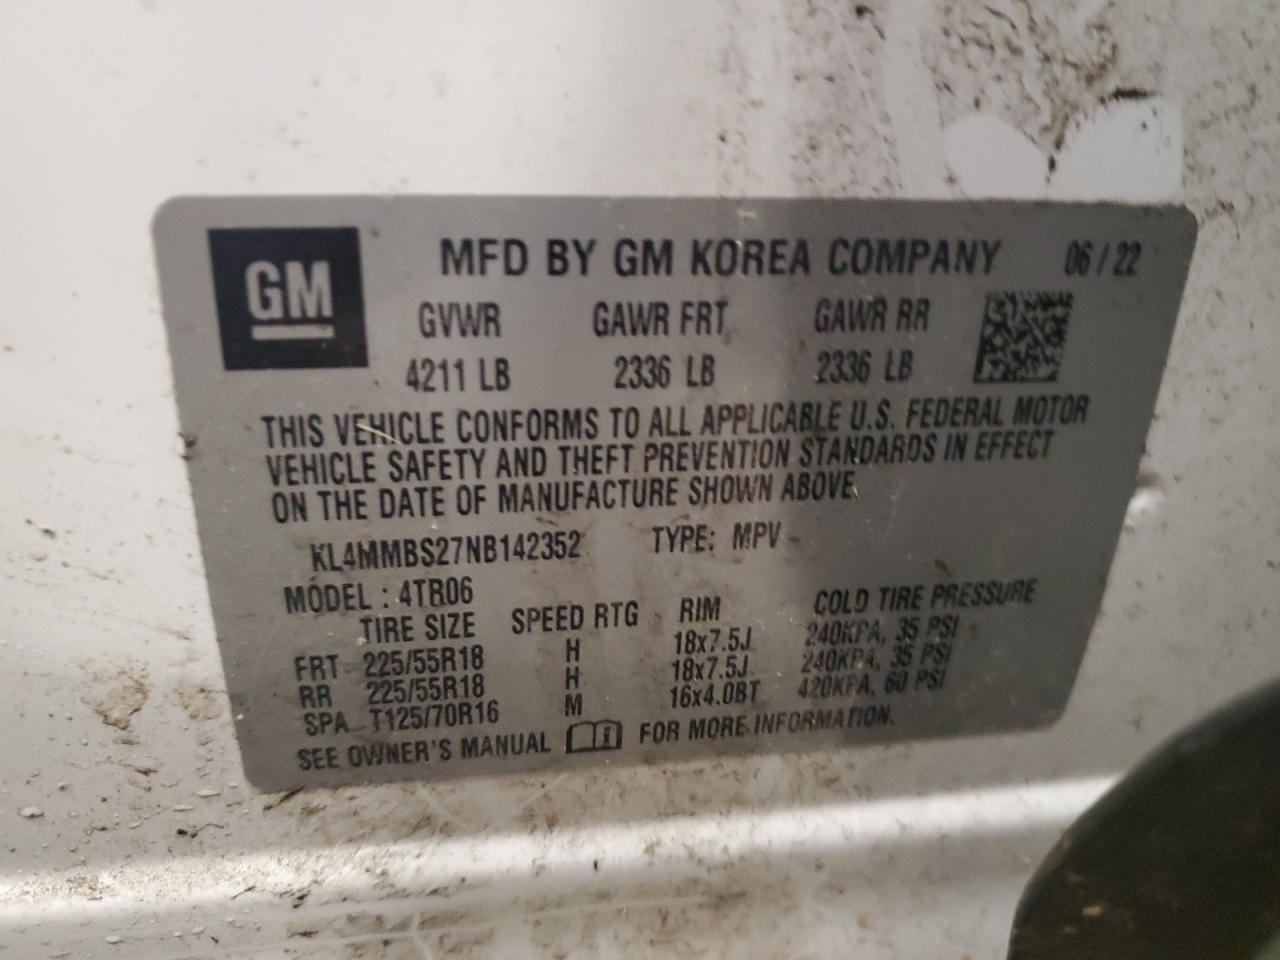 GM
MFD BY GM KOREA COMPANY 06 / 22
GVWR GAWR FRT GAWR RR
4211 LB 2336 LB 2336 LB
THIS VEHICLE CONFORMS TO ALL APPLICABLE U.S. FEDERAL MOTOR
VEHICLE SAFETY AND THEFT PREVENTION STANDARDS IN EFFECT
ON THE DATE OF MANUFACTURE SHOWN ABOVE.
KL4MMBS27NB142352 TYPE: MPV
MODEL : 4TR06
TIRE SIZE SPEED RTG RIM COLD TIRE PRESSURE
FRT 225/55R18 H 18x7.5J 240KPA, 35 PSI
RR 225/55R18 H 18x7.5J 240KPA, 35 PSI
SPA T125/70R16 M 16x4.0BT 420KPA, 60 PSI
SEE OWNER'S MANUAL FOR MORE INFORMATION.